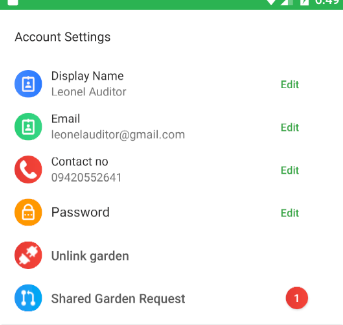 6:49
Account Settings
Display Name
Leonel Auditor
Edit
Email
leonelauditor@gmail.com
Edit
Contact no
09420552641
Edit
Password
Edit
Unlink garden
Shared Garden Request
1